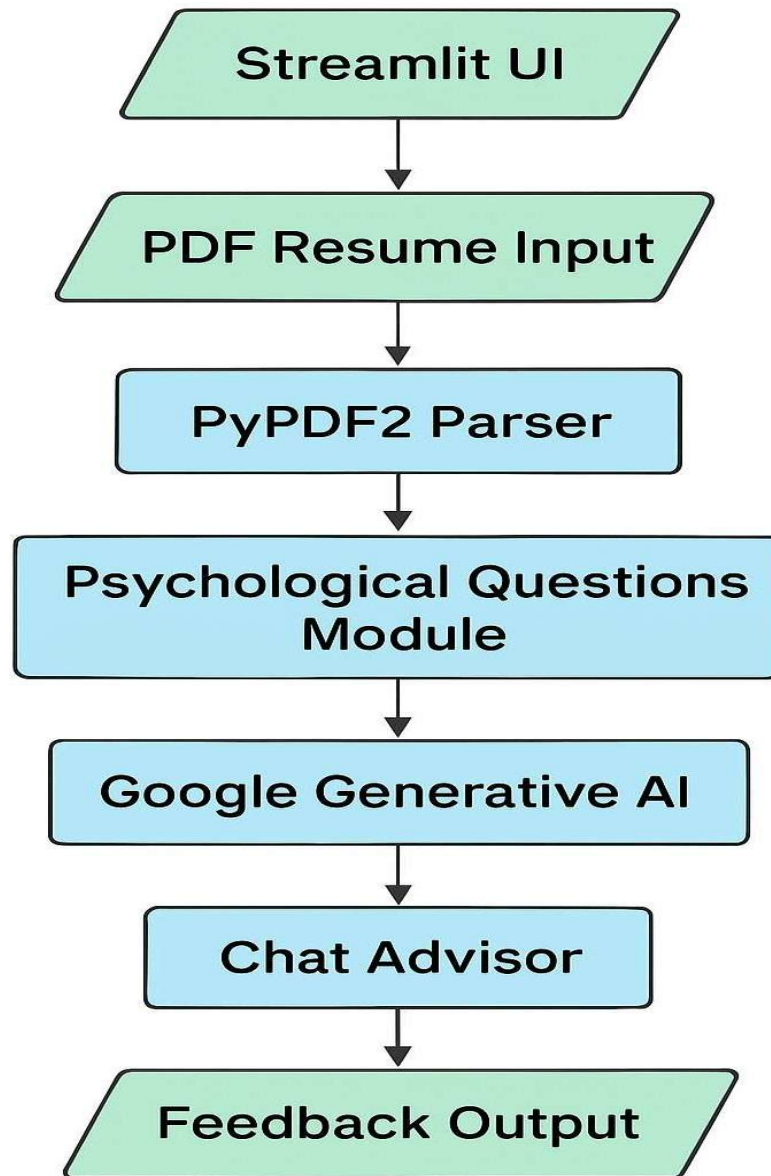 Streamlit UI
PDF Resume Input
PyPDF2 Parser
Psychological Questions
Module
Google Generative AI
Chat Advisor
Feedback Output